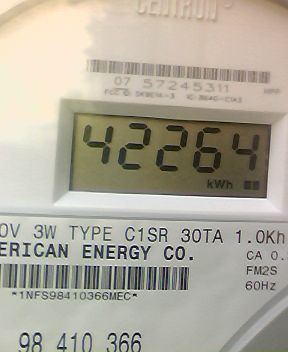 CENTRON®
07 57245311
42264
kWh
0V 3W TYPE C1SR 30TA 1.0Kh
ERICAN ENERGY CO.
CA 0.
FM2S
*1NFS98410366MEC*
60Hz
98 410 366